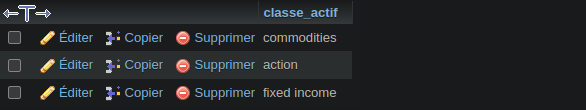 classe_actif
Éditer Copier Supprimer commodities
Éditer Copier Supprimer action
Éditer Copier Supprimer fixed income